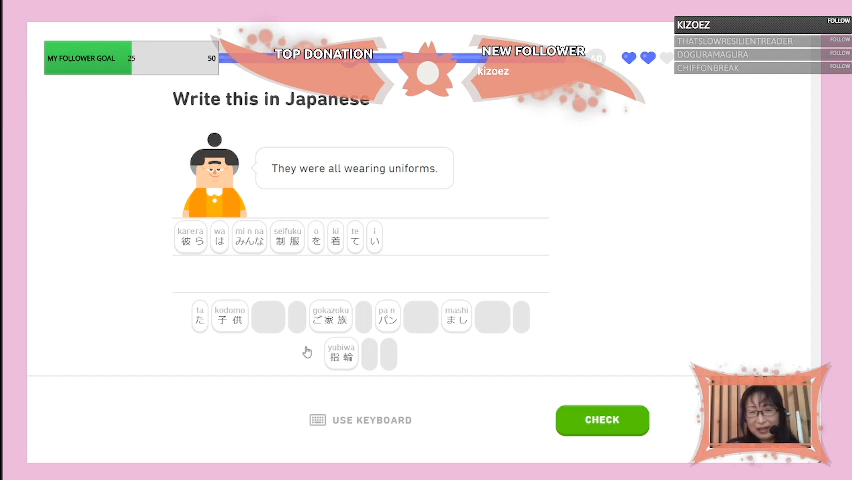 MY FOLLOWER GOAL 25 50
TOP DONATION
NEW FOLLOWER
kizoez
KIZOEZ FOLLOW
THATSLOWRESILIENTREADER FOLLOW
DOGURAMAGURA FOLLOW
CHIFFONBREAK FOLLOW
Write this in Japanese
They were all wearing uniforms.
karera wa mi n na seifuku o ki te i
彼ら は みんな 制服 を 着 て い
ta kodomo gokazoku pa n mashi
た 子供 ご家族 パン まし
yubiwa
指輪
USE KEYBOARD
CHECK